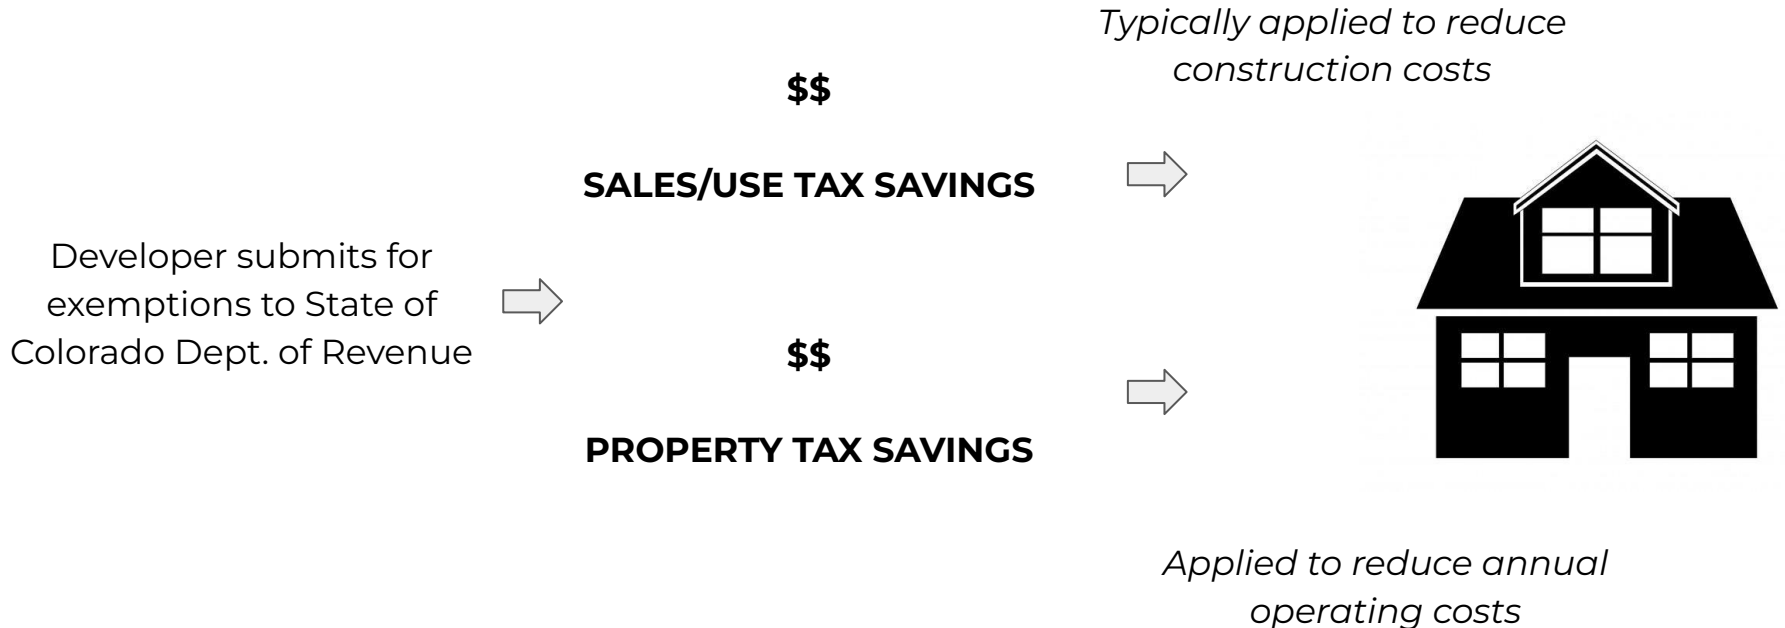 Developer submits for
exemptions to State of
Colorado Dept. of Revenue
$$
SALES/USE TAX SAVINGS
Typically applied to reduce
construction costs
$$
PROPERTY TAX SAVINGS
Applied to reduce annual
operating costs